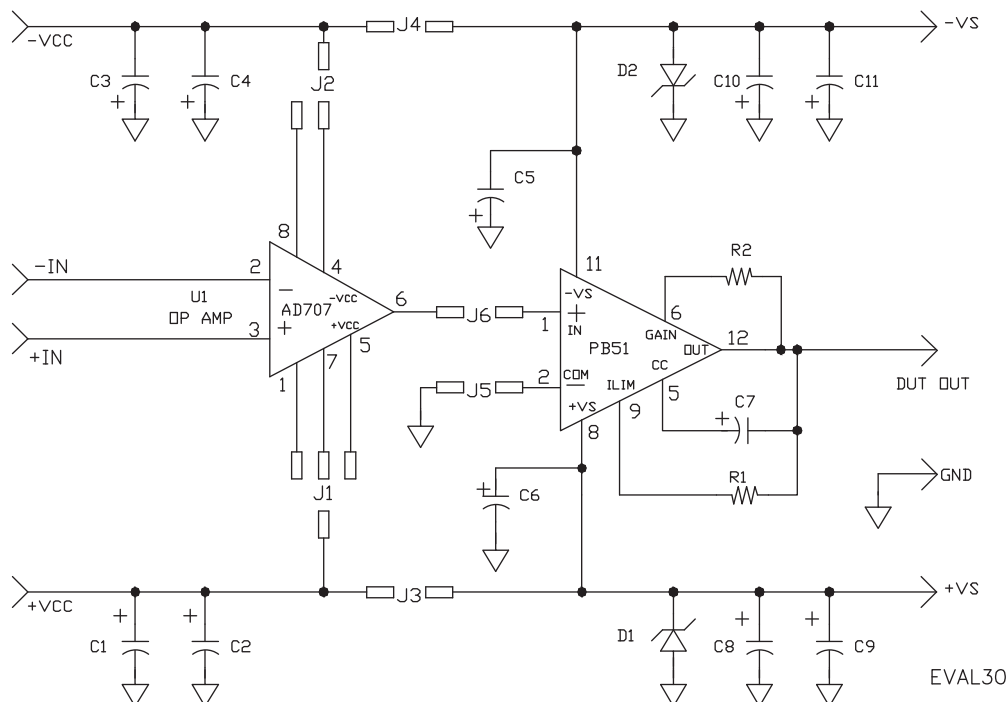 -VCC
J4
-VS
C3
C4
J2
D2
C10
C11
+
+
+
+
C5
+
8
4
11
-IN
2
-
-VCC
6
U1
OP AMP
AD707
+VCC
+IN
3
+
5
1
7
J6
1
-VS
+
IN
GAIN
6
R2
PB51
OUT
12
DUT OUT
J5
2
COM
-
CC
ILIM
+VS
5
9
8
+
C7
R1
GND
+
C6
J1
+VCC
J3
+VS
+
+
+
+
C1
C2
D1
C8
C9
EVAL30